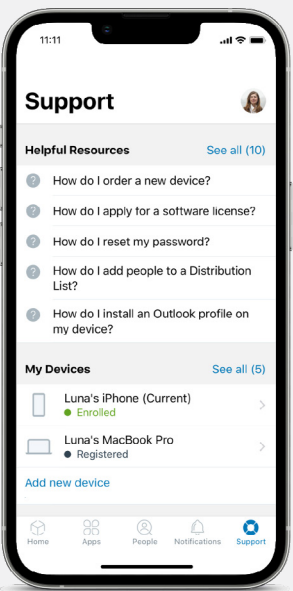 11:11
Support
Helpful Resources See all (10)
How do I order a new device?
How do I apply for a software license?
How do I reset my password?
How do I add people to a Distribution
List?
How do I install an Outlook profile on
my device?
My Devices See all (5)
Luna's iPhone (Current)
Enrolled
Luna's MacBook Pro
Registered
Add new device
Home Apps People Notifications Support